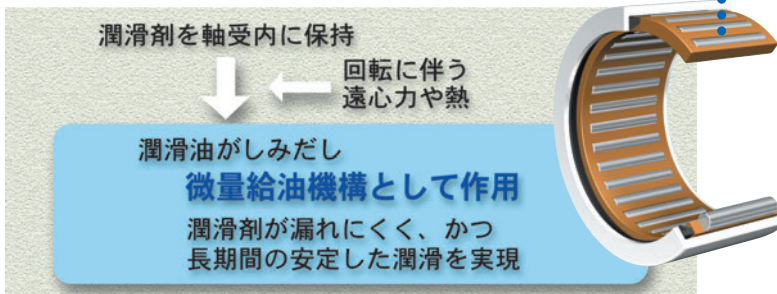 潤滑剤を軸受内に保持
回転に伴う
遠心力や熱
潤滑油がしみだし
微量給油機構として作用
潤滑剤が漏れにくく、かつ
長期間の安定した潤滑を実現